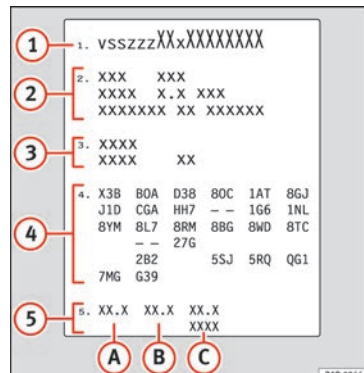 1 1. VSSZZZXXxXXXXXXXX
2 2. XXX XXX
XXXX X.X XXX
XXXXXXX XX XXXXXX
3 3. XXXX
XXXX XX
4 4. X3B B0A D38 80C 1AT 8GJ
J1D CGA HH7 - - 1G6 1NL
8YM 8L7 8RM 8BG 8WD 8TC
- - 27G
2B2 5SJ 5RQ QG1
7MG G39
5 5. XX.X XX.X XX.X
XXXX
A B C